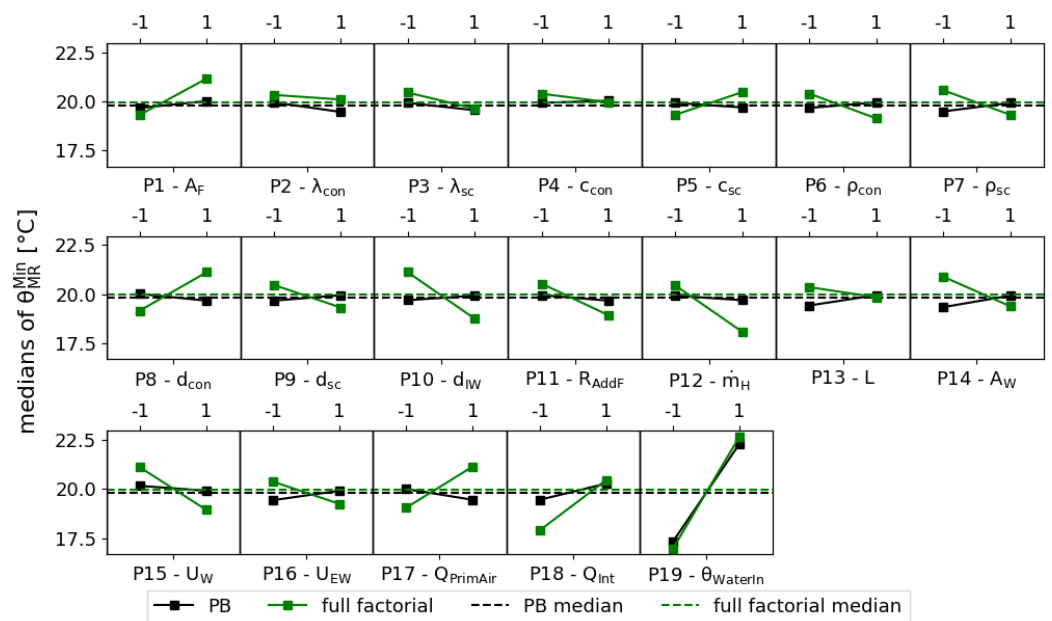 -1 1 -1 1 -1 1 -1 1 -1 1 -1 1 -1 1
22.5
20.0
17.5
P1 - A_F P2 - λ_con P3 - λ_sc P4 - c_con P5 - c_sc P6 - ρ_con P7 - ρ_sc
-1 1 -1 1 -1 1 -1 1 -1 1 -1 1 -1 1
medians of θ_MR^Min [°C]
22.5
20.0
17.5
P8 - d_con P9 - d_sc P10 - d_IW P11 - R_AddF P12 - ṁ_H P13 - L P14 - A_W
-1 1 -1 1 -1 1 -1 1 -1 1
22.5
20.0
17.5
P15 - U_W P16 - U_EW P17 - Q_PrimAir P18 - Q_Int P19 - θ_WaterIn
PB full factorial PB median full factorial median